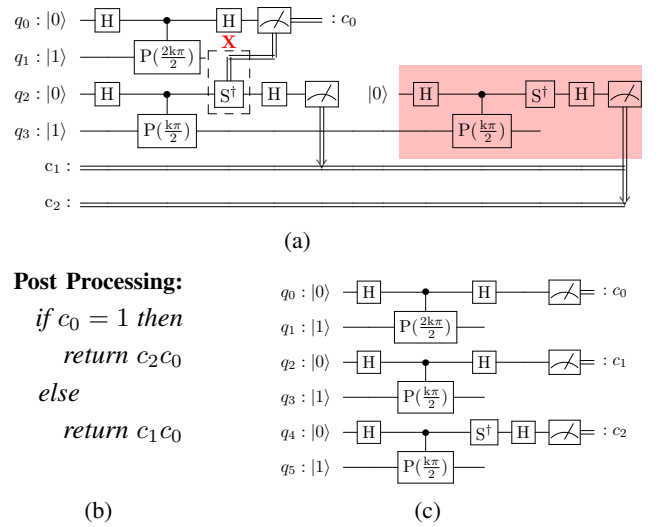 q₀ : |0⟩ H H : c₀
X
q₁ : |1⟩ P(2kπ/2)
q₂ : |0⟩ H S† H |0⟩ H S† H
q₃ : |1⟩ P(kπ/2) P(kπ/2)
c₁ :
c₂ :
(a)
Post Processing:
if c₀ = 1 then
return c₂c₀
else
return c₁c₀
(b)
q₀ : |0⟩ H H : c₀
q₁ : |1⟩ P(2kπ/2)
q₂ : |0⟩ H H : c₁
q₃ : |1⟩ P(kπ/2)
q₄ : |0⟩ H S† H : c₂
q₅ : |1⟩ P(kπ/2)
(c)